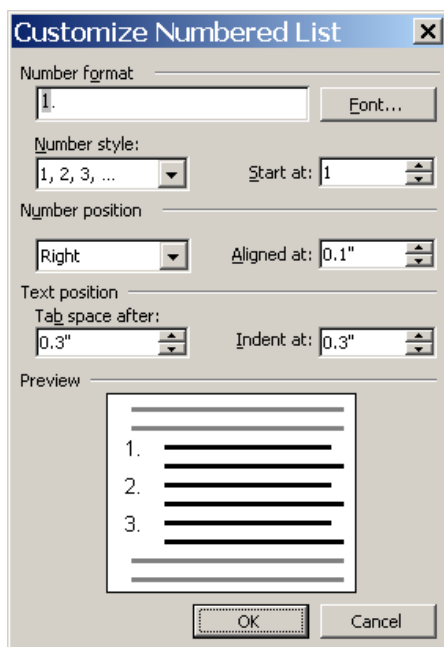 Customize Numbered List
Number format
1.
Font...
Number style:
1, 2, 3, ...
Start at: 1
Number position
Right
Aligned at: 0.1"
Text position
Tab space after:
0.3"
Indent at: 0.3"
Preview
1.
2.
3.
OK
Cancel